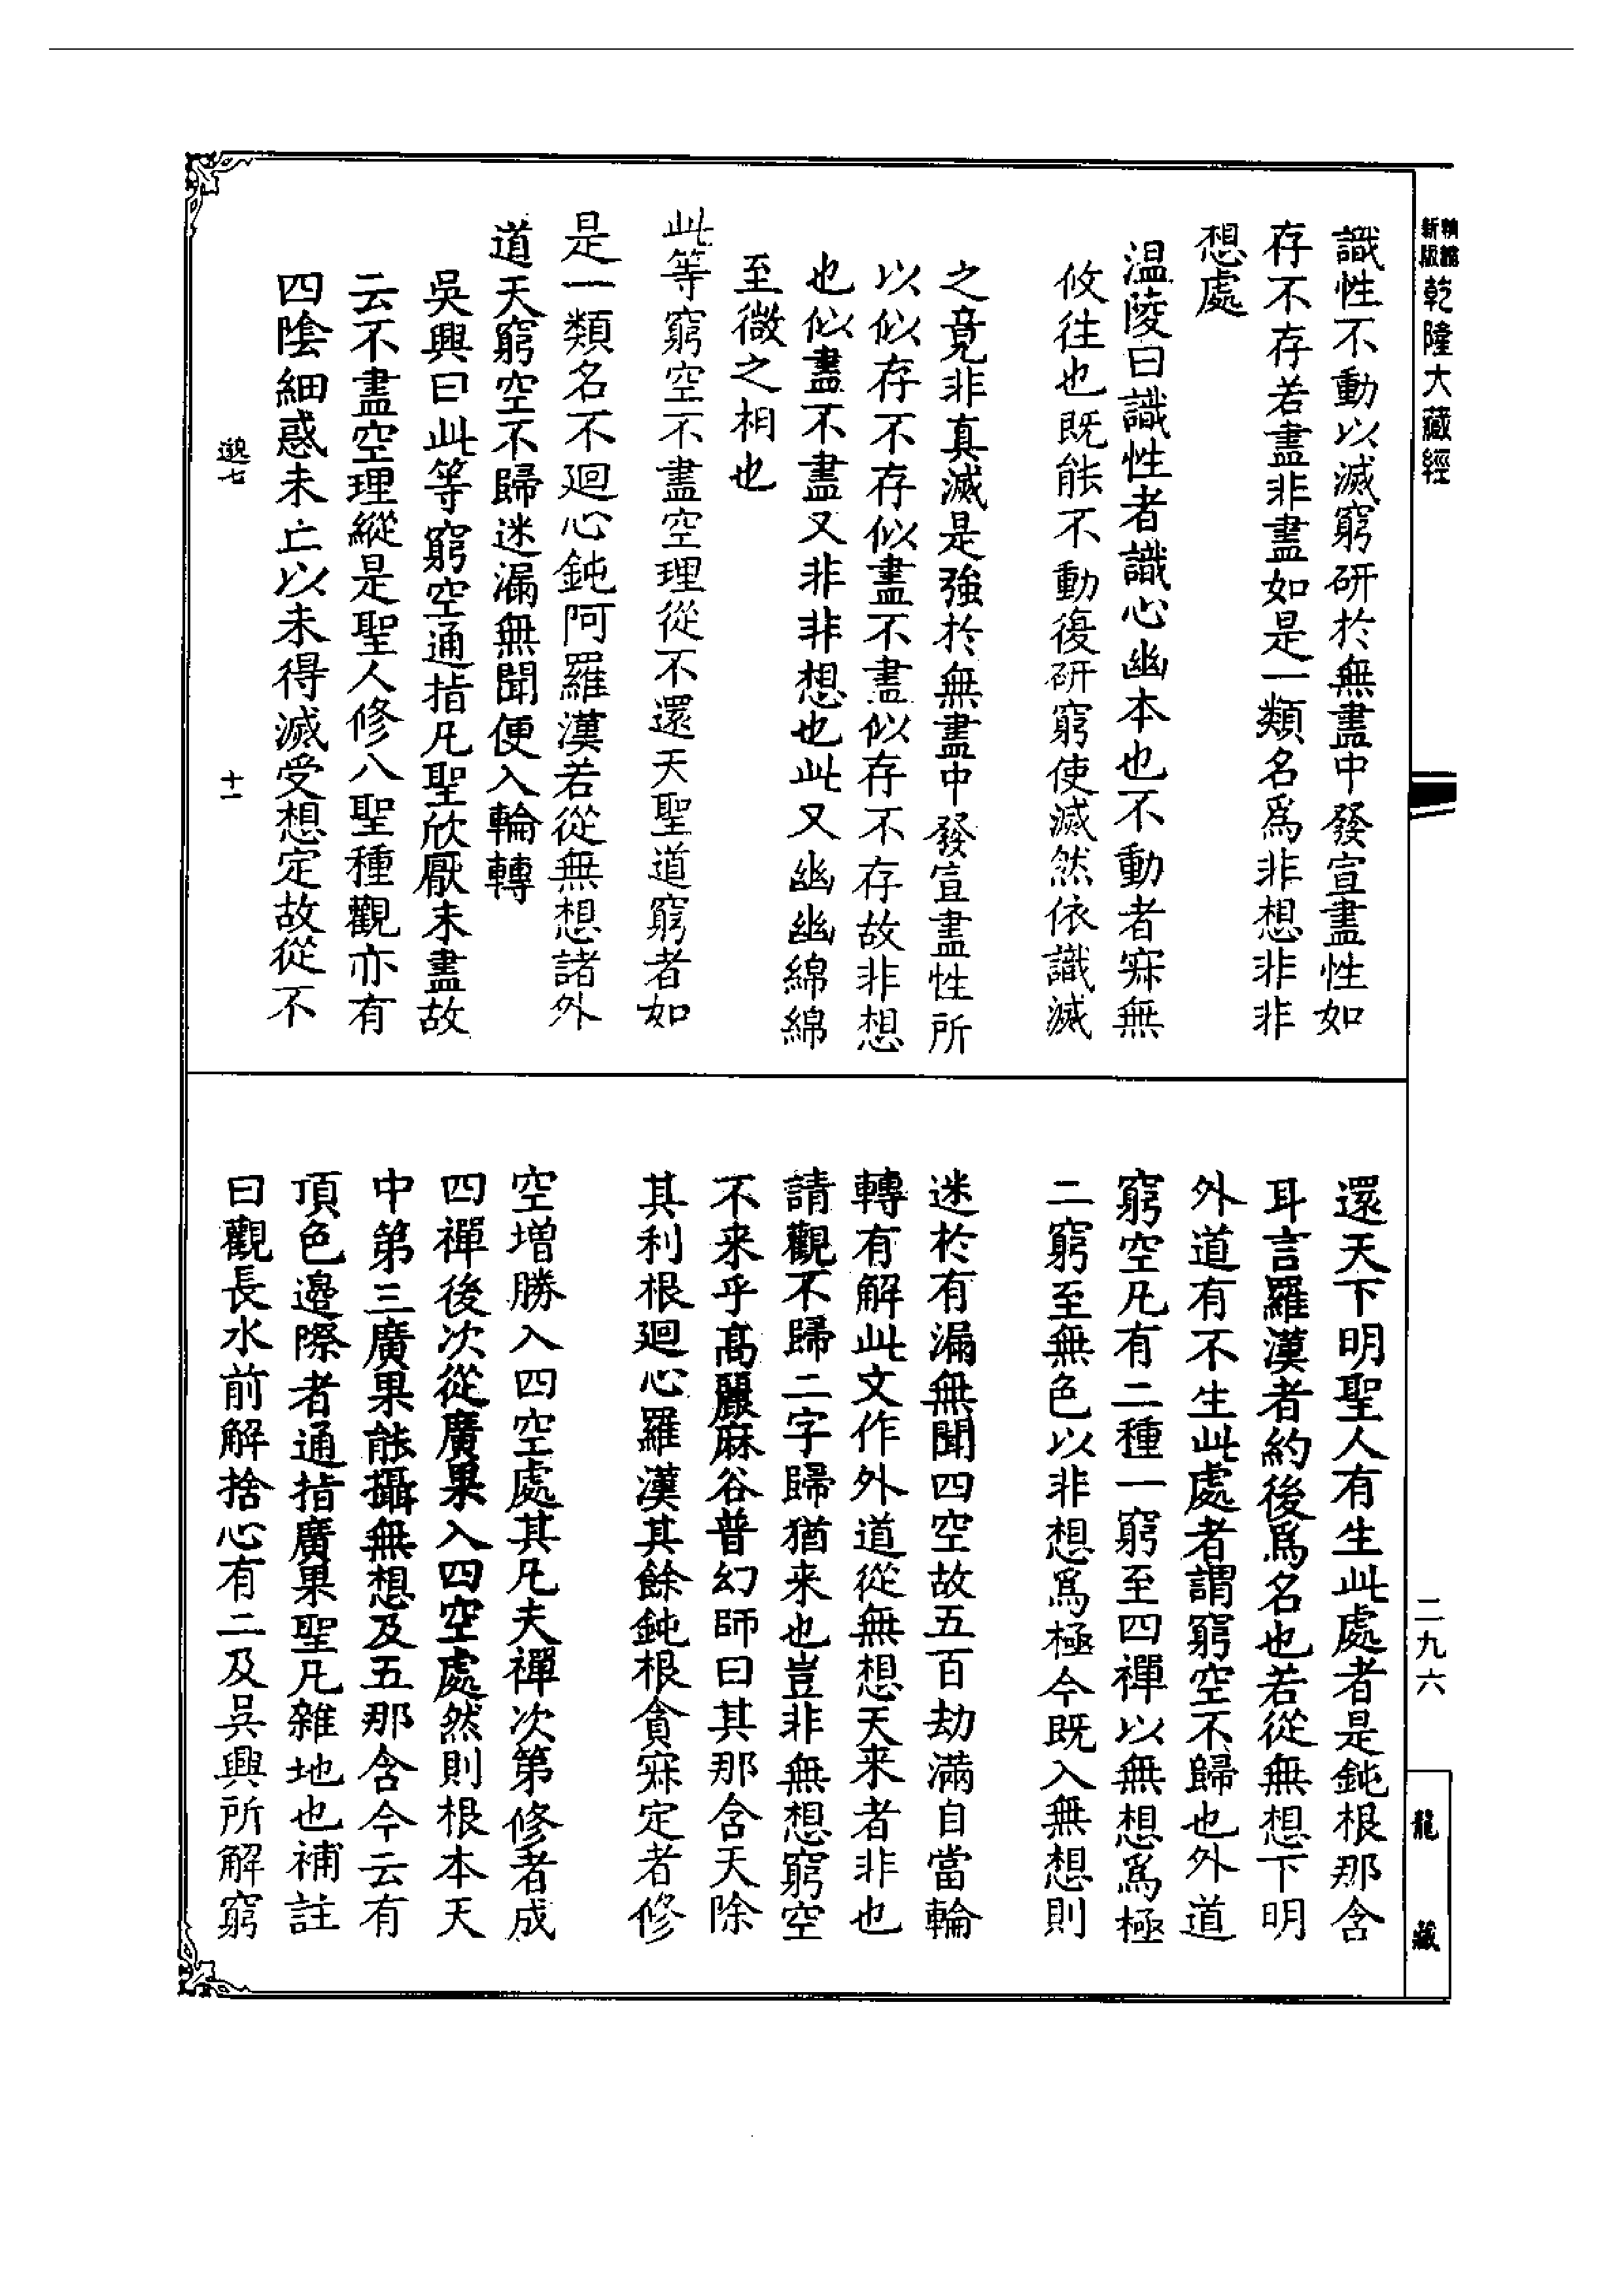 新版
乾隆大藏經
識性不動以滅窮研於無盡中發宣盡性如
存不存若盡非盡如是一類名爲非想非非
想處
温陵曰識性者識心幽本也不動者寂無
攸往也既能不動復研窮使滅然依識滅
之竟非真滅是強於無盡中發宣盡性所
以似存不存似盡不盡似存不存故非想
也似盡不盡又非非想也此又幽幽綿綿
至微之相也
此等窮空不盡空理從不還天聖道窮者如
是一類名不廻心鈍阿羅漢若從無想諸外
道天窮空不歸迷漏無聞便入輪轉
吳興曰此等窮空通指凡聖欣厭未盡故
云不盡空理縱是聖人修八聖種觀亦有
四陰細惑未亡以未得滅受想定故從不
逸七
十一
還天下明聖人有生此處者是鈍根那含
耳言羅漢者約後爲名也若從無想下明
外道有不生此處者謂窮空不歸也外道
窮空凡有二種一窮至四禪以無想爲極
二窮至無色以非想爲極今既入無想則
迷於有漏無聞四空故五百劫滿自當輪
轉有解此文作外道從無想天来者非也
請觀不歸二字歸猶来也豈非無想窮空
不来乎高麗麻谷普幻師曰其那含天除
其利根廻心羅漢其餘鈍根貪寂定者修
空增勝入四空處其凡夫禪次第修者成
四禪後次從廣果入四空處然則根本天
中第三廣果能攝無想及五那含今云有
頂色邊際者通指廣果聖凡雜地也補註
曰觀長水前解捨心有二及吳興所解窮
二九六
龍藏